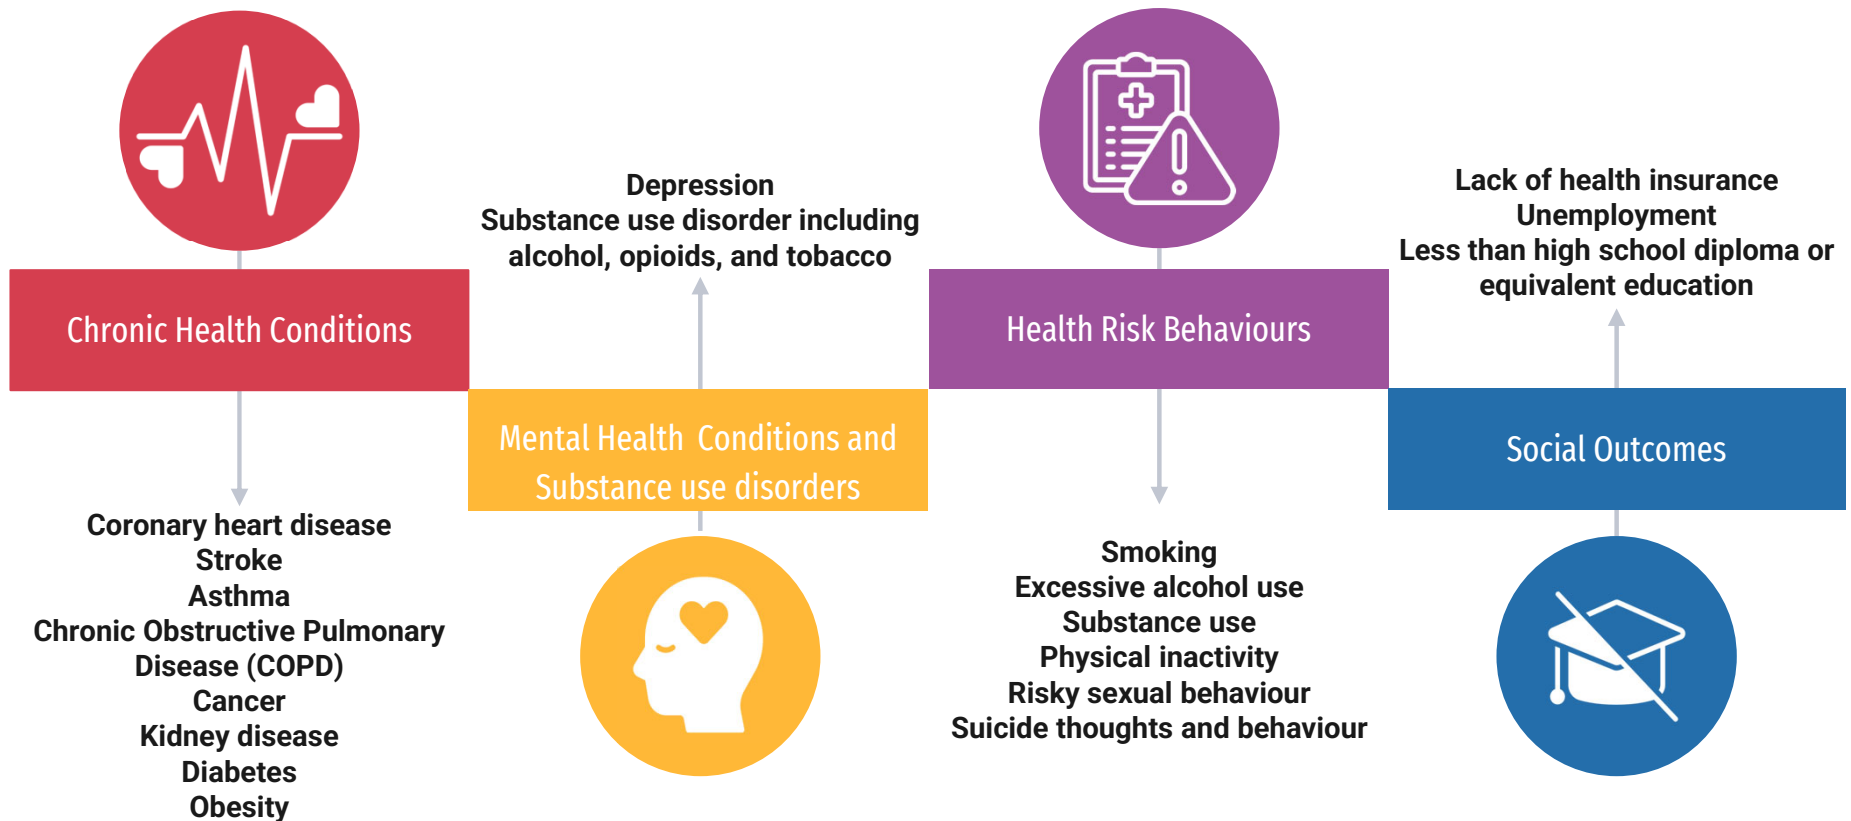 Chronic Health Conditions
Coronary heart disease
Stroke
Asthma
Chronic Obstructive Pulmonary
Disease (COPD)
Cancer
Kidney disease
Diabetes
Obesity
Depression
Substance use disorder including
alcohol, opioids, and tobacco
Mental Health Conditions and
Substance use disorders
Health Risk Behaviours
Smoking
Excessive alcohol use
Substance use
Physical inactivity
Risky sexual behaviour
Suicide thoughts and behaviour
Lack of health insurance
Unemployment
Less than high school diploma or
equivalent education
Social Outcomes